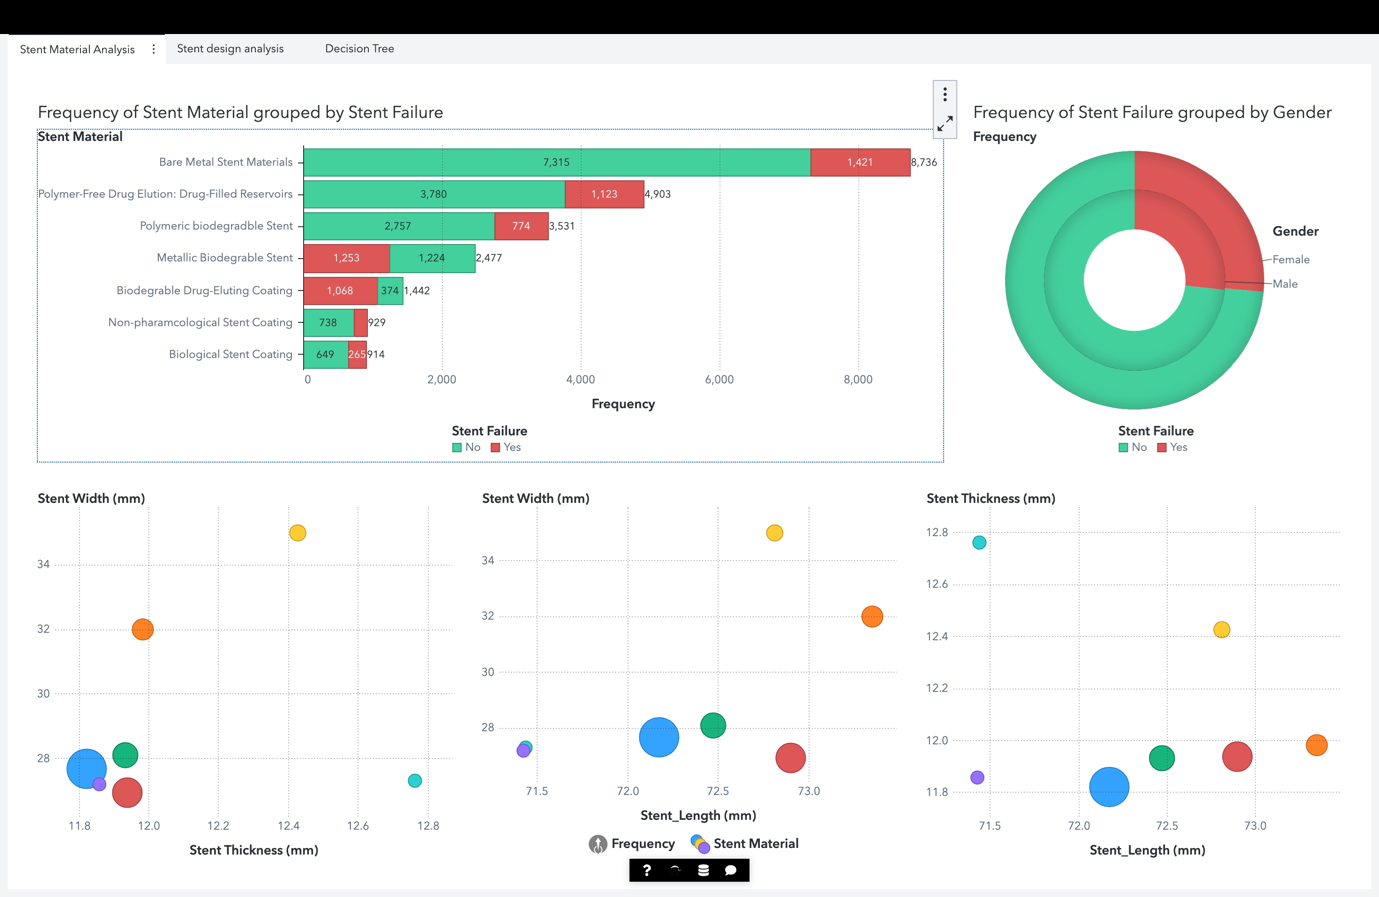 Stent Material Analysis
Stent design analysis
Decision Tree
Frequency of Stent Material grouped by Stent Failure
Stent Material
Bare Metal Stent Materials 7,315 1,421 8,736
Polymer-Free Drug Elution: Drug-Filled Reservoirs 3,780 1,123 4,903
Polymeric biodegradble Stent 2,757 774 3,531
Metallic Biodegrable Stent 1,253 1,224 2,477
Biodegrable Drug-Eluting Coating 1,068 374 1,442
Non-pharamcological Stent Coating 738 929
Biological Stent Coating 649 265 914
0 2,000 4,000 6,000 8,000
Frequency
Stent Failure
No Yes
Frequency of Stent Failure grouped by Gender
Frequency
Gender
Female
Male
Stent Failure
No Yes
Stent Width (mm)
34
32
30
28
11.8 12.0 12.2 12.4 12.6 12.8
Stent Thickness (mm)
Stent Width (mm)
34
32
30
28
71.5 72.0 72.5 73.0
Stent_Length (mm)
Stent Thickness (mm)
12.8
12.6
12.4
12.2
12.0
11.8
71.5 72.0 72.5 73.0
Stent_Length (mm)
Frequency Stent Material
?